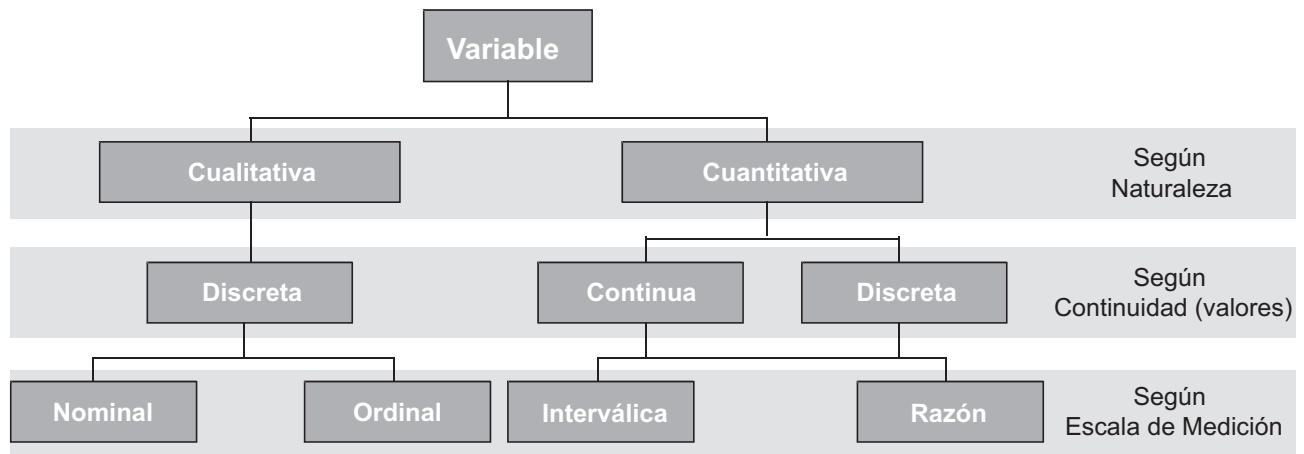 Variable
Cualitativa
Cuantitativa
Según
Naturaleza
Discreta
Continua
Discreta
Según
Continuidad (valores)
Nominal
Ordinal
Interválica
Razón
Según
Escala de Medición